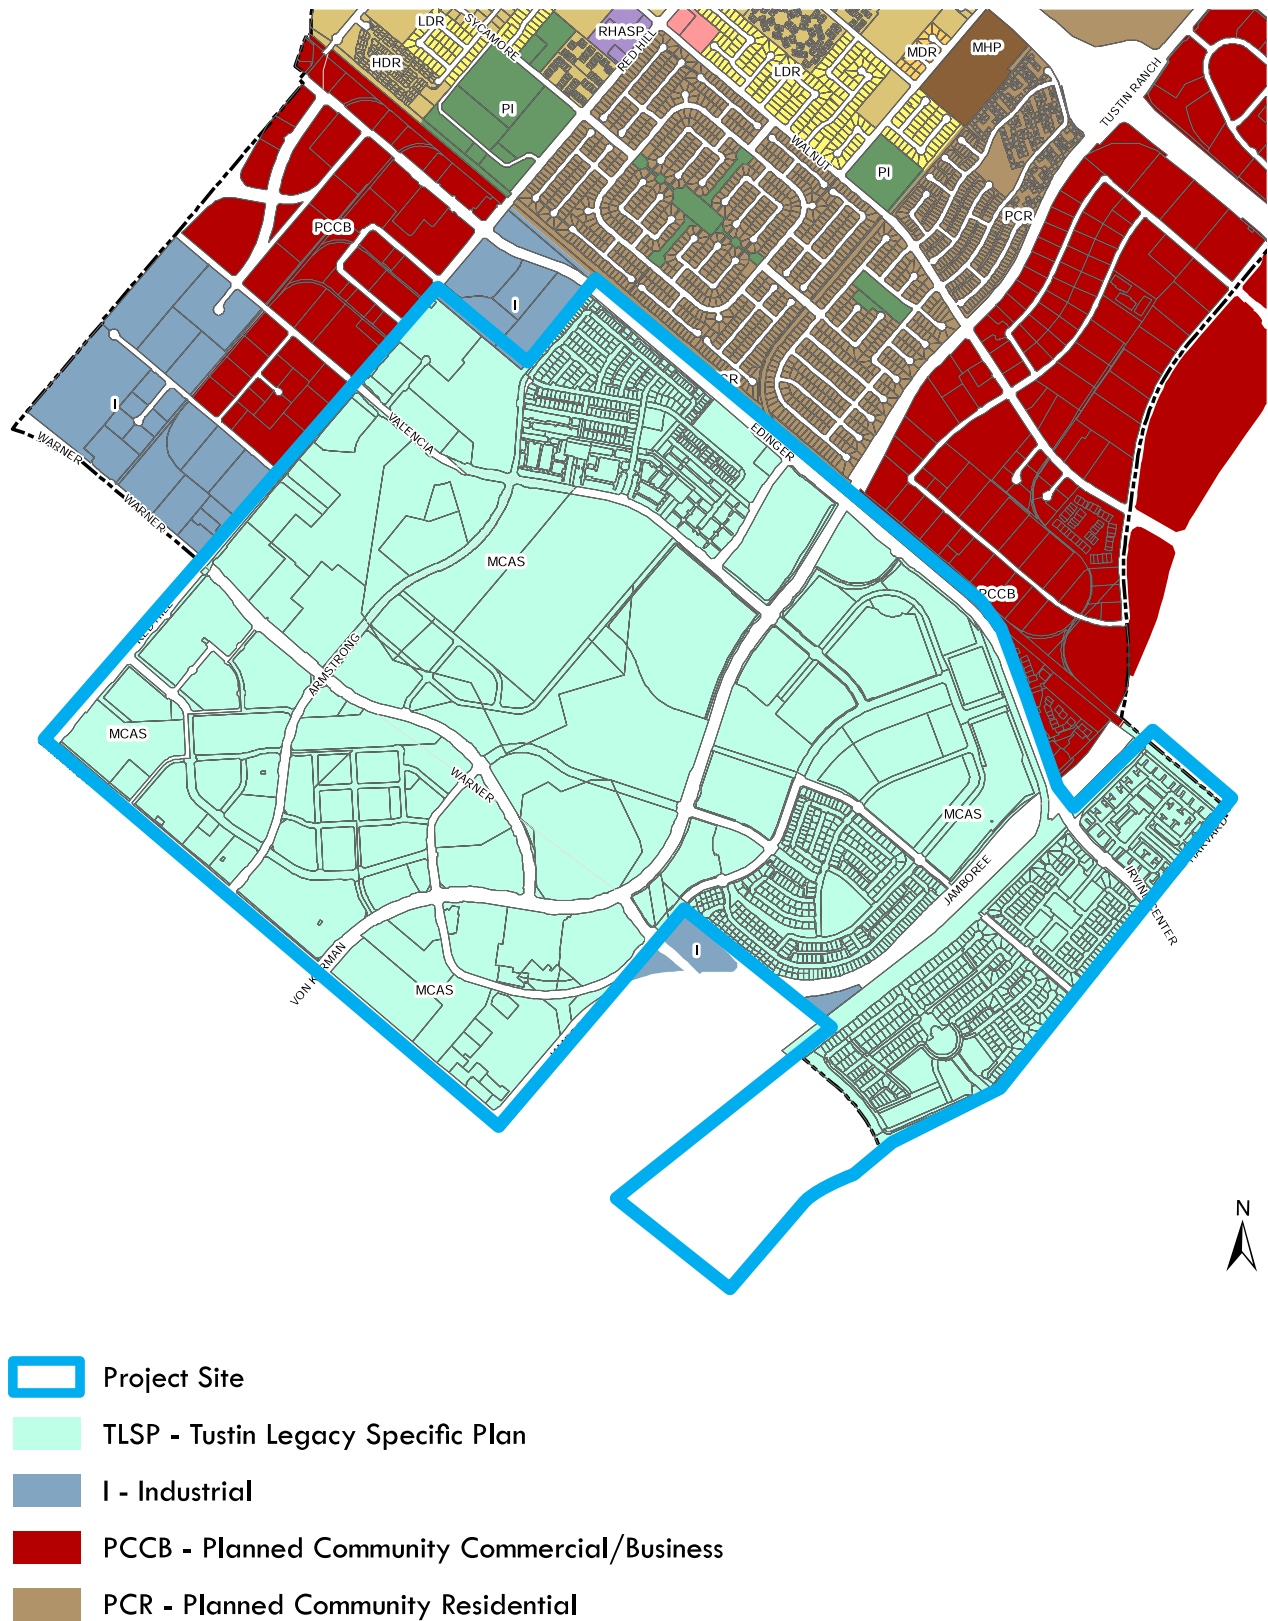 LDR
SYCAMORE
RHASP
RED HILL
HDR
LDR
MDR
MHP
TUSTIN RANCH
PI
WALNUT
PI
PCR
PCCB
I
I
EDINGER
VALENCIA
WARNER
WARNER
MCAS
PCCB
ARMSTRONG
MCAS
WARNER
MCAS
JAMBOREE
CENTER
I
MCAS
N
Project Site
TLSP - Tustin Legacy Specific Plan
I - Industrial
PCCB - Planned Community Commercial/Business
PCR - Planned Community Residential